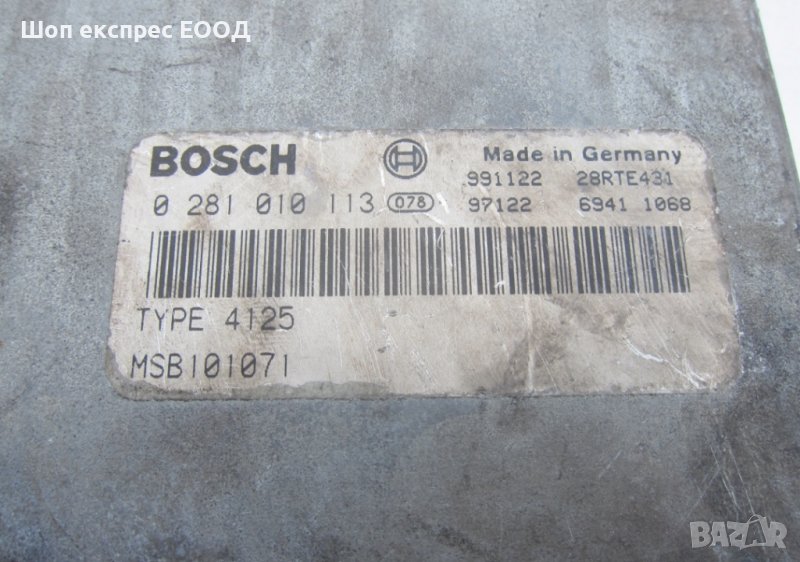 Шоп експрес ЕООД
BOSCH
Made in Germany
0 281 010 113 078
991122 28RTE431
97122 6941 1068
TYPE 4125
MSB101071
BAZAR